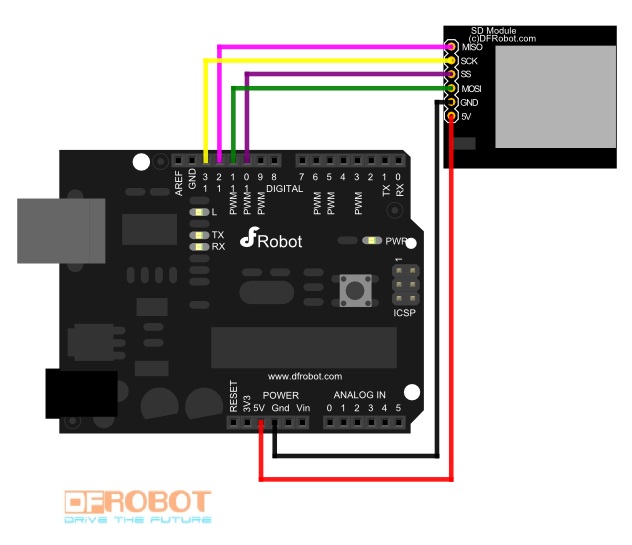 SD Module
(c)DFRobot.com
MISO
SCK
SS
MOSI
GND
5V
AREF
GND
13
12
11
10
9
8
7
6
5
4
3
2
1
0
PWM
PWM
PWM
DIGITAL
PWM
PWM
PWM
TX
RX
L
TX
RX
DFRobot
PWR
1
ICSP
www.dfrobot.com
RESET
3V3
POWER
5V Gnd Vin
ANALOG IN
0 1 2 3 4 5
DFROBOT
DRIVE THE FUTURE